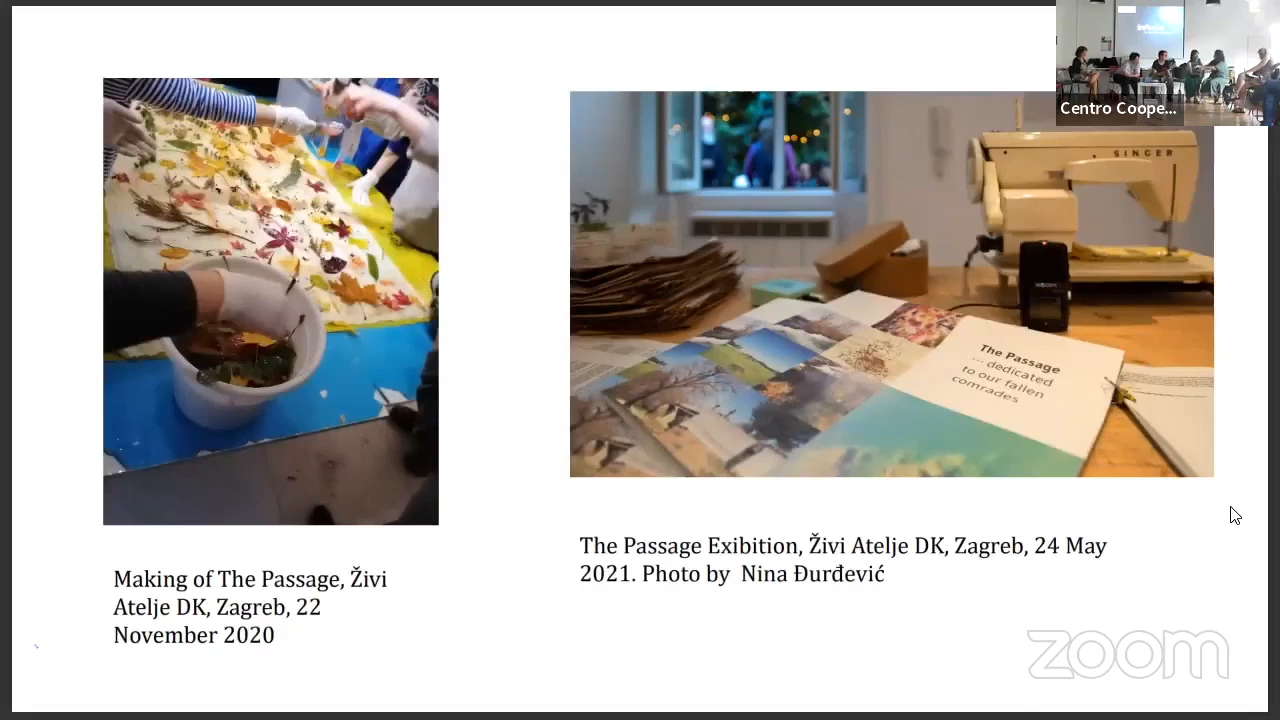 Centro Coope...
SINGER
The Passage
... dedicated
to our fallen
comrades
The Passage Exibition, Živi Atelje DK, Zagreb, 24 May
2021. Photo by  Nina Đurđević
Making of The Passage, Živi
Atelje DK, Zagreb, 22
November 2020
zoom